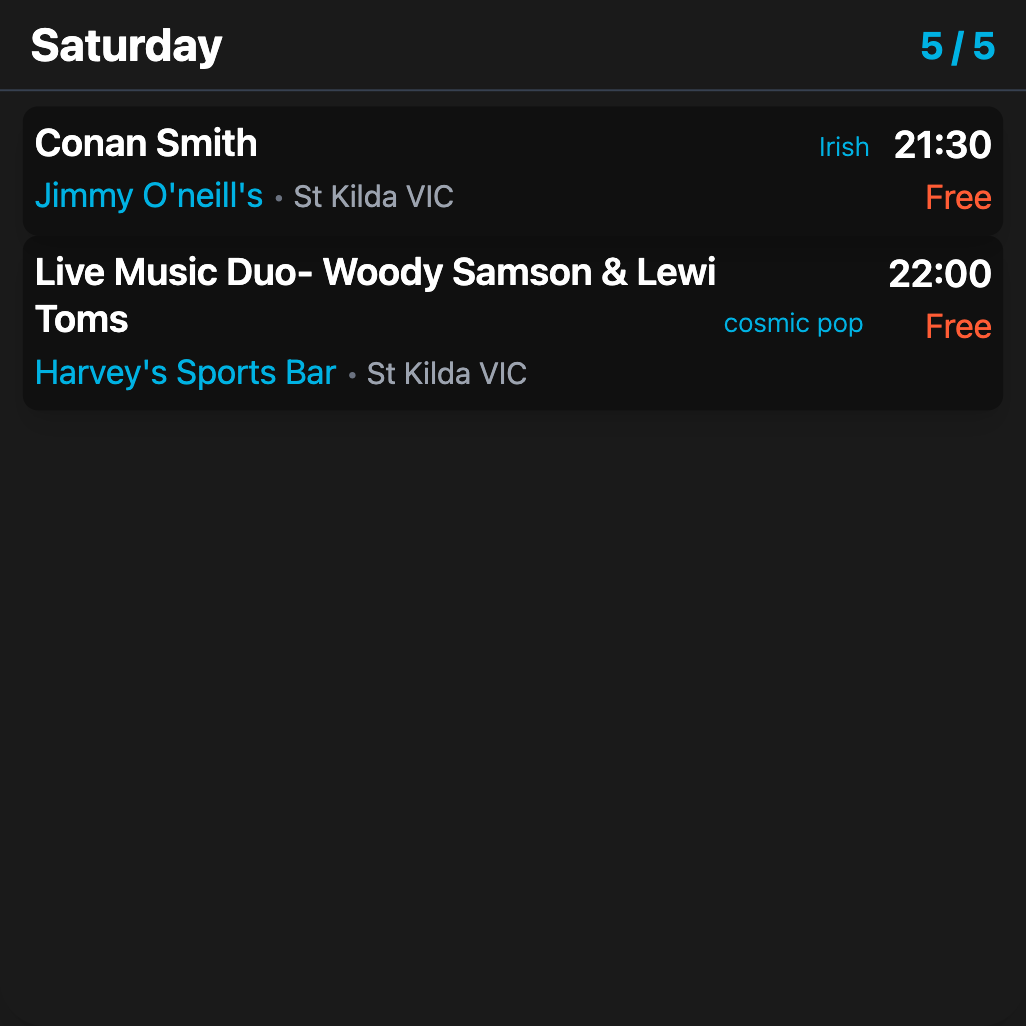 Saturday 5 / 5
Conan Smith Irish 21:30
Jimmy O'neill's • St Kilda VIC Free
Live Music Duo- Woody Samson & Lewi 22:00
Toms cosmic pop Free
Harvey's Sports Bar • St Kilda VIC